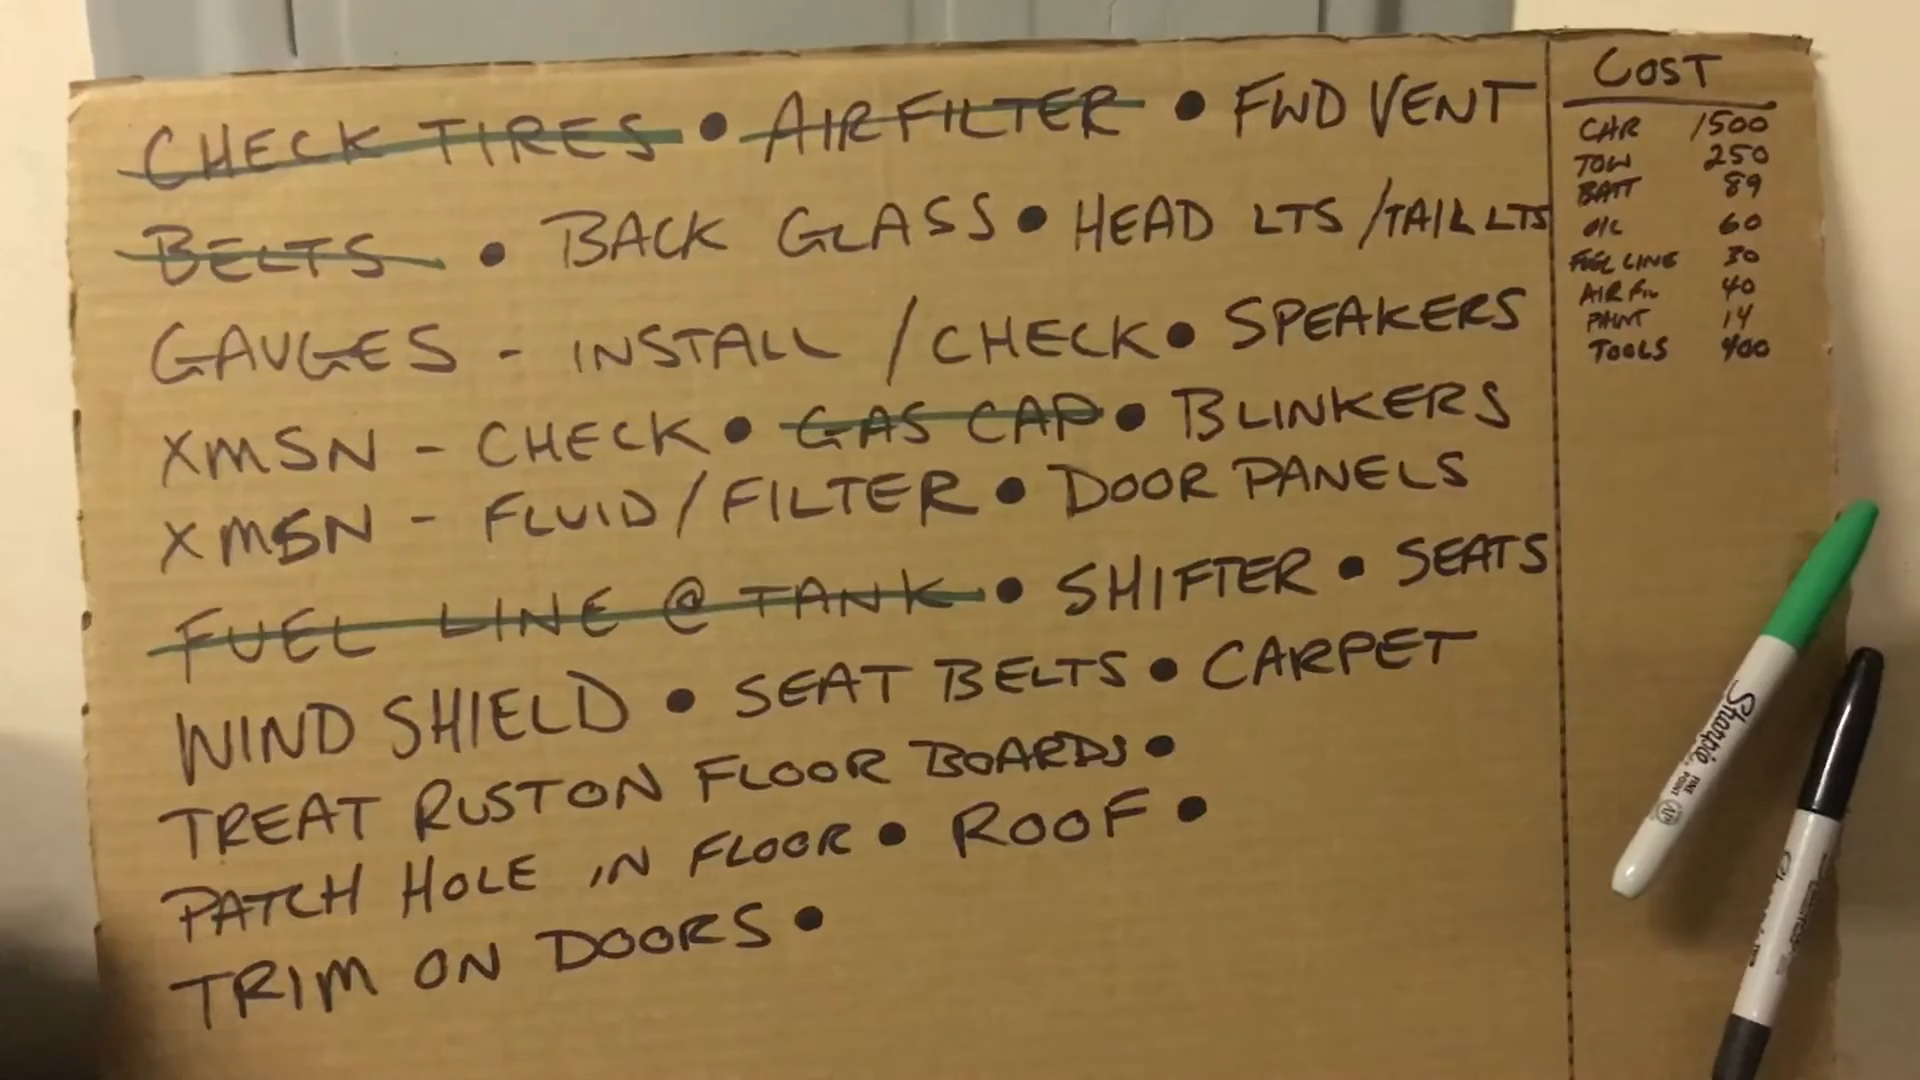 CHECK TIRES • AIR FILTER • FWD VENT
BELTS • BACK GLASS • HEAD LTS /TAIL LTS
GAUGES - INSTALL / CHECK • SPEAKERS
XMSN - CHECK • GAS CAP • BLINKERS
XMSN - FLUID / FILTER • DOOR PANELS
FUEL LINE @ TANK • SHIFTER • SEATS
WIND SHIELD • SEAT BELTS • CARPET
TREAT RUST ON FLOOR BOARDS •
PATCH HOLE IN FLOOR • ROOF •
TRIM ON DOORS •
COST
CAR 1500
TOW 250
BATT 89
OIL 60
FUEL LINE 30
AIR FIL 40
PAINT 14
TOOLS 400
Sharpie
FINE POINT